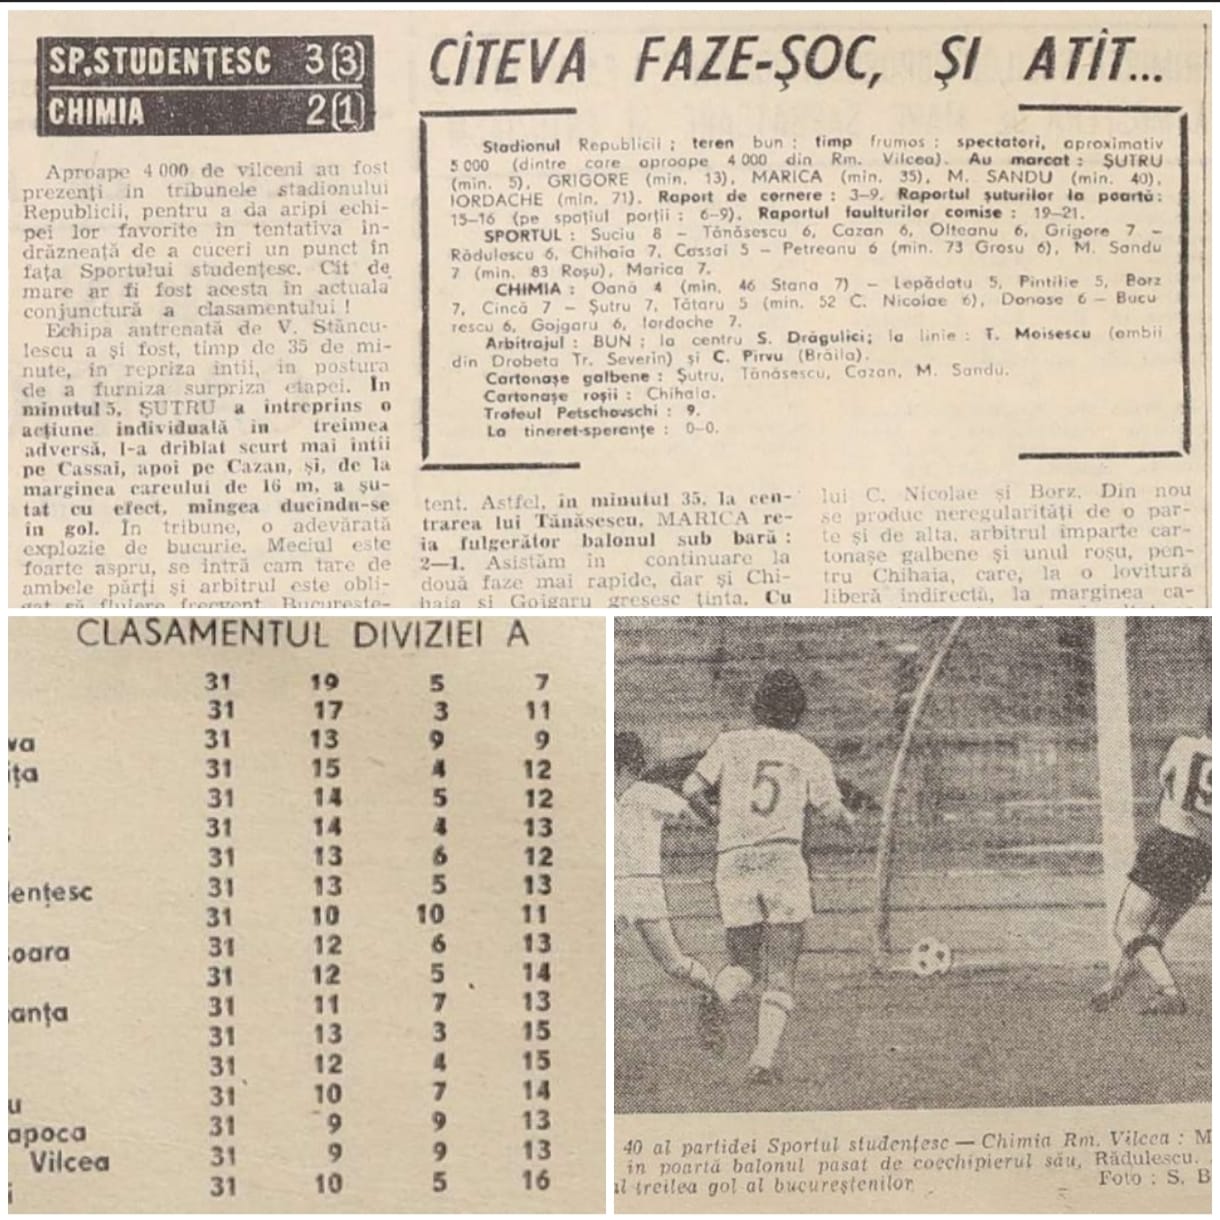 SP. STUDENȚESC 3 (3)
CHIMIA 2 (1)
CÎTEVA FAZE-ȘOC, ȘI ATÎT...
Aproape 4 000 de vîlceni au fost
prezenți în tribunele stadionului
Republicii, pentru a da aripi echi-
pei lor favorite în tentativa în-
drăzneață de a cuceri un punct în
fața Sportului studențesc. Cît de
mare ar fi fost acesta în actuala
conjunctură a clasamentului !
Echipa antrenată de V. Stăncu-
lescu a și fost, timp de 35 de mi-
nute, în repriza întîi, în postura
de a furniza surpriza etapei. În
minutul 5, ȘUTRU a întreprins o
acțiune individuală în treimea
adversă, l-a driblat scurt mai întîi
pe Cassai, apoi pe Cazan, și, de la
marginea careului de 16 m, a șu-
tat cu efect, mingea ducîndu-se
în gol. În tribune, o adevărată
explozie de bucurie. Meciul este
foarte aspru, se intră cam tare de
ambele părți și arbitrul este obli-
gat să fluiere frecvent. Bucurește-
Stadionul Republicii ; teren bun ; timp frumos ; spectatori, aproximativ
5 000 (dintre care aproape 4 000 din Rm. Vîlcea). Au marcat : ȘUTRU
(min. 5), GRIGORE (min. 13), MARICA (min. 35), M. SANDU (min. 40),
IORDACHE (min. 71). Raport de cornere : 3–9. Raportul șuturilor la poartă:
15–16 (pe spațiul porții : 6–9). Raportul faulturilor comise : 19–21.
SPORTUL : Suciu 8 – Tănăsescu 6, Cazan 6, Olteanu 6, Grigore 7 –
Rădulescu 6, Chihaia 7, Cassai 5 – Petreanu 6 (min. 73 Grosu 6), M. Sandu
7 (min. 83 Roșu), Marica 7.
CHIMIA : Oană 4 (min. 46 Stana 7) – Lepădatu 5, Pintilie 5, Borz
7, Cincă 7 – Șutru 7, Tătaru 5 (min. 52 C. Nicolae 6), Donose 6 – Bucu
rescu 6, Gojgaru 6, Iordache 7.
Arbitrajul : BUN ; la centru S. Drăgulici; la linie : T. Moisescu (ambii
din Drobeta Tr. Severin) și C. Pîrvu (Brăila).
Cartonașe galbene : Șutru, Tănăsescu, Cazan, M. Sandu.
Cartonașe roșii : Chihaia.
Trofeul Petschovschi : 9.
La tineret-speranțe : 0–0.
tent. Astfel, în minutul 35, la cen-
trarea lui Tănăsescu, MARICA re-
ia fulgerător balonul sub bară :
2—1. Asistăm în continuare la
două faze mai rapide, dar și Chi-
haia și Gojgaru greșesc ținta. Cu
lui C. Nicolae și Borz. Din nou
se produc neregularități de o par-
te și de alta, arbitrul împarte car-
tonașe galbene și unul roșu, pen-
tru Chihaia, care, la o lovitură
liberă indirectă, la marginea ca-
CLASAMENTUL DIVIZIEI A
31 19 5 7
31 17 3 11
va 31 13 9 9
ița 31 15 4 12
31 14 5 12
31 14 4 13
31 13 6 12
lențesc 31 13 5 13
31 10 10 11
oara 31 12 6 13
31 12 5 14
anța 31 11 7 13
31 13 3 15
31 12 4 15
u 31 10 7 14
apoca 31 9 9 13
Vîlcea 31 9 9 13
i 31 10 5 16
5
40 al partidei Sportul studențesc — Chimia Rm. Vîlcea : M
în poartă balonul pasat de coechipierul său, Rădulescu.
al treilea gol al bucureștenilor
Foto : S. B